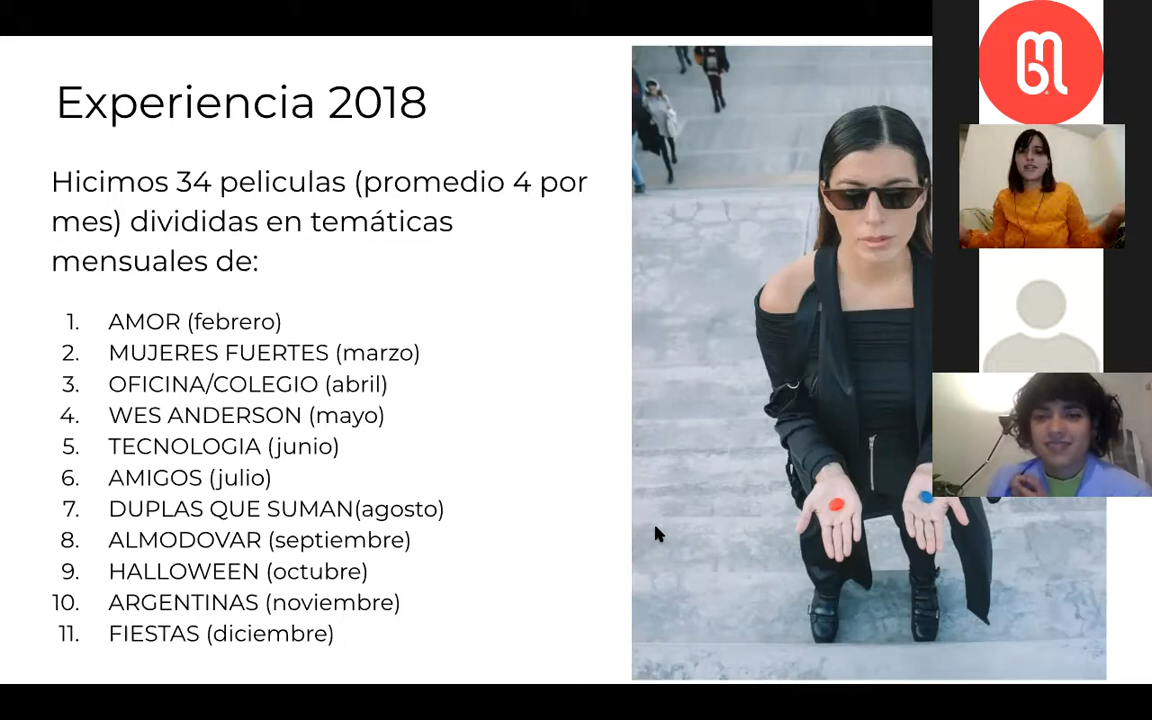 Experiencia 2018
Hicimos 34 peliculas (promedio 4 por
mes) divididas en temáticas
mensuales de:
1. AMOR (febrero)
2. MUJERES FUERTES (marzo)
3. OFICINA/COLEGIO (abril)
4. WES ANDERSON (mayo)
5. TECNOLOGIA (junio)
6. AMIGOS (julio)
7. DUPLAS QUE SUMAN(agosto)
8. ALMODOVAR (septiembre)
9. HALLOWEEN (octubre)
10. ARGENTINAS (noviembre)
11. FIESTAS (diciembre)